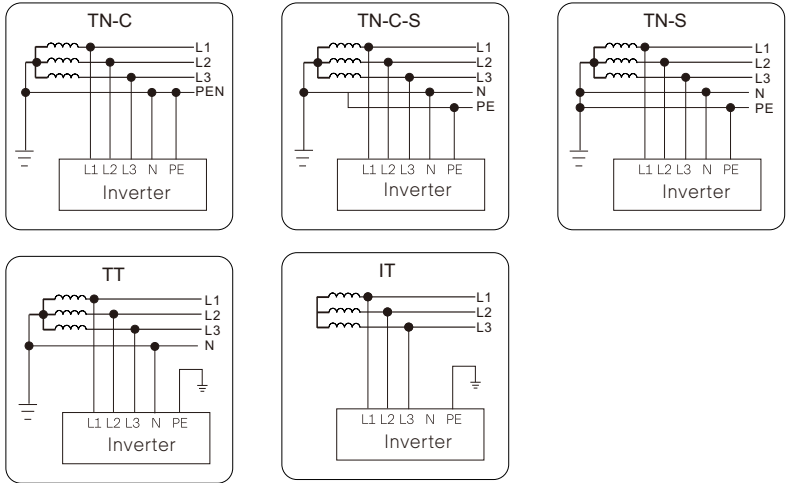 TN-C
L1
L2
L3
PEN
L1 L2 L3 N PE
Inverter
TN-C-S
L1
L2
L3
N
PE
L1 L2 L3 N PE
Inverter
TN-S
L1
L2
L3
N
PE
L1 L2 L3 N PE
Inverter
TT
L1
L2
L3
N
L1 L2 L3 N PE
Inverter
IT
L1
L2
L3
L1 L2 L3 N PE
Inverter